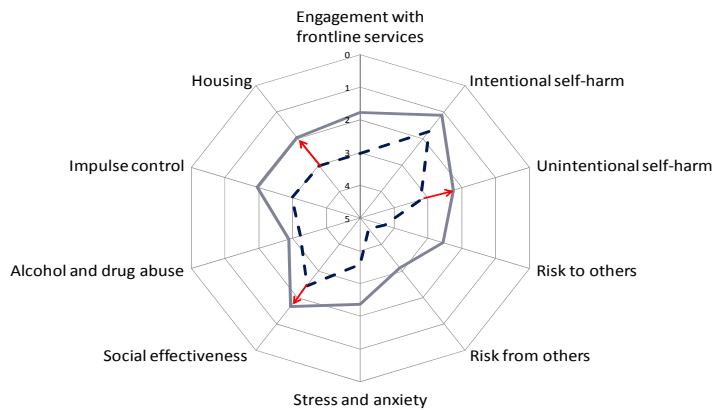 Engagement with
frontline services
0
Housing
Intentional self-harm
1
2
Impulse control
Unintentional self-harm
3
4
5
Alcohol and drug abuse
Risk to others
Social effectiveness
Risk from others
Stress and anxiety